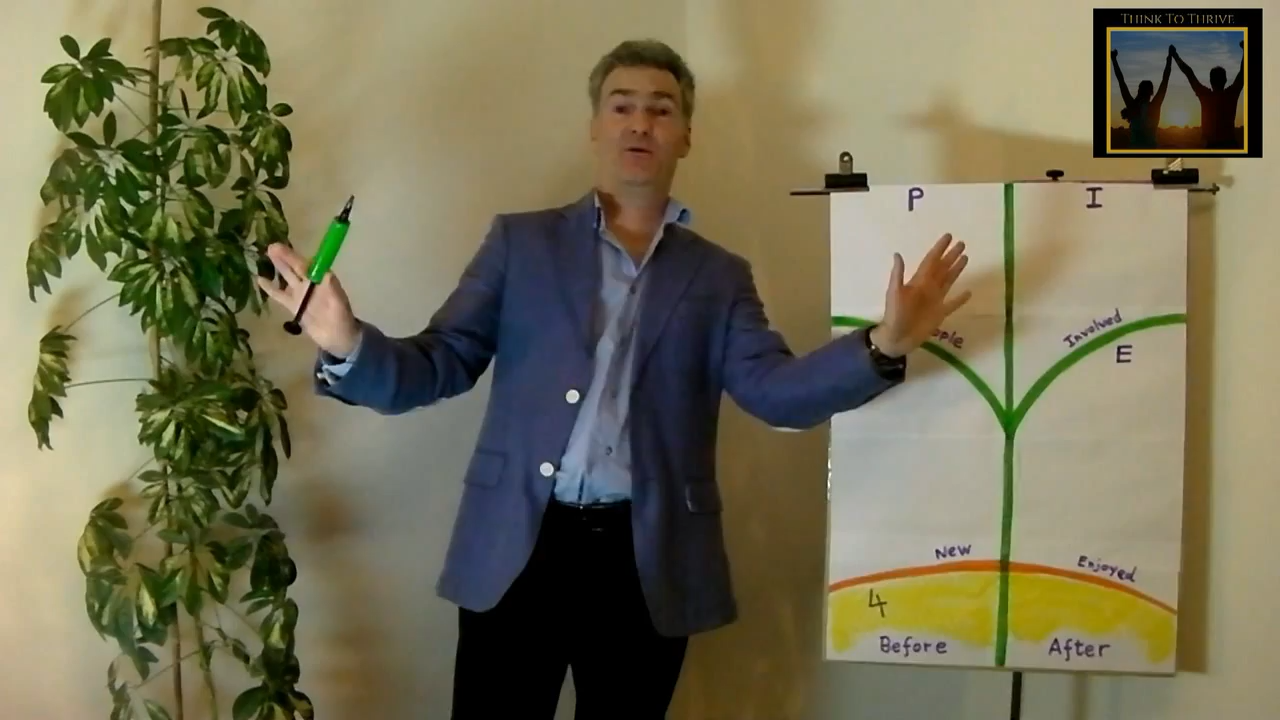 THINK TO THRIVE
P
I
Involved
E
New
Enjoyed
4
Before
After